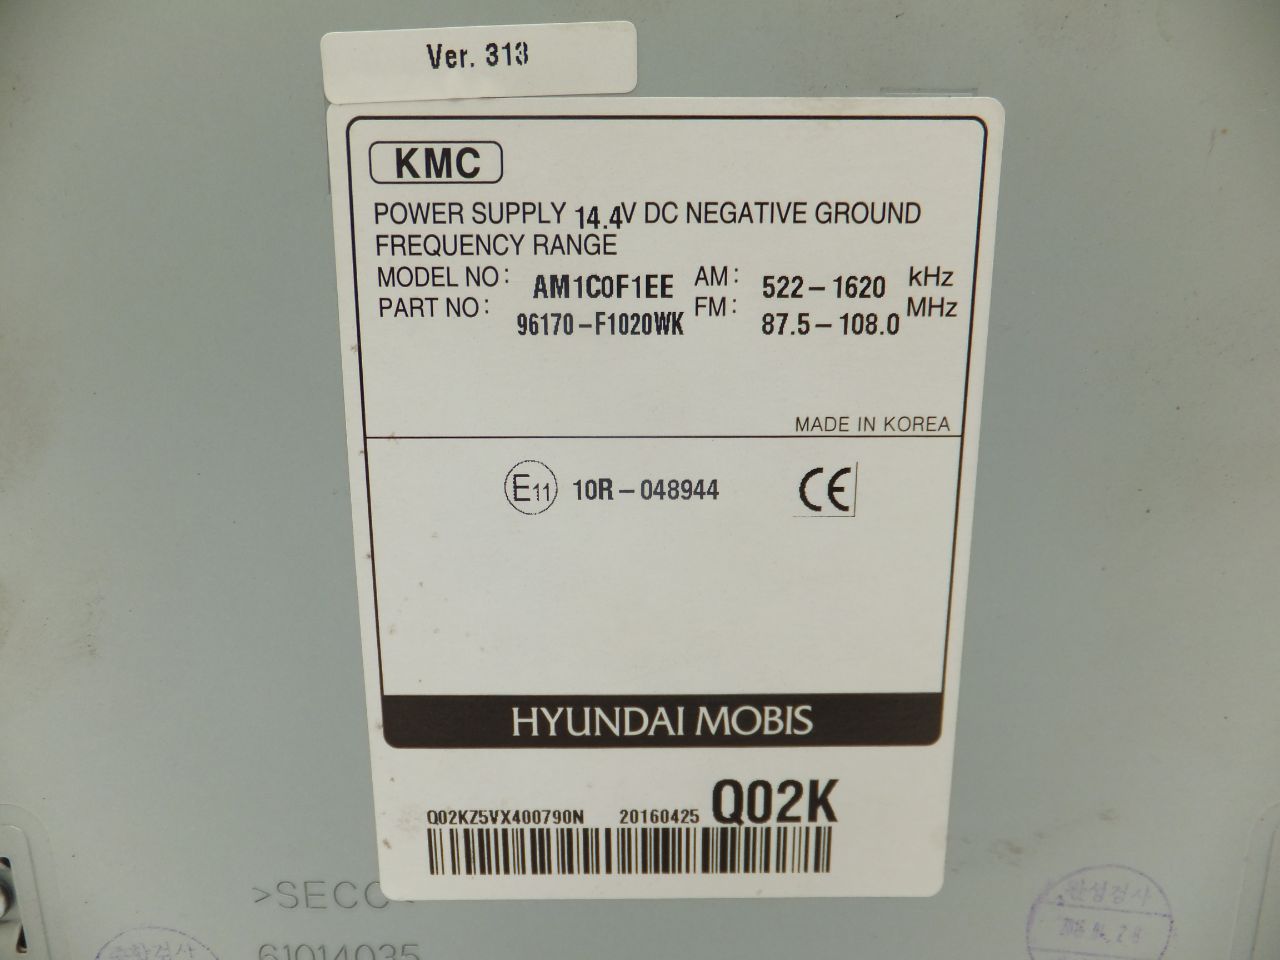 Ver. 313
KMC
POWER SUPPLY 14.4V DC NEGATIVE GROUND
FREQUENCY RANGE
MODEL NO: AM1C0F1EE AM: 522-1620 kHz
PART NO: 96170-F1020WK FM: 87.5-108.0 MHz
MADE IN KOREA
E11 10R-048944 CE
HYUNDAI MOBIS
Q02KZ5VX400790N 20160425 Q02K
>SECC<
61014035